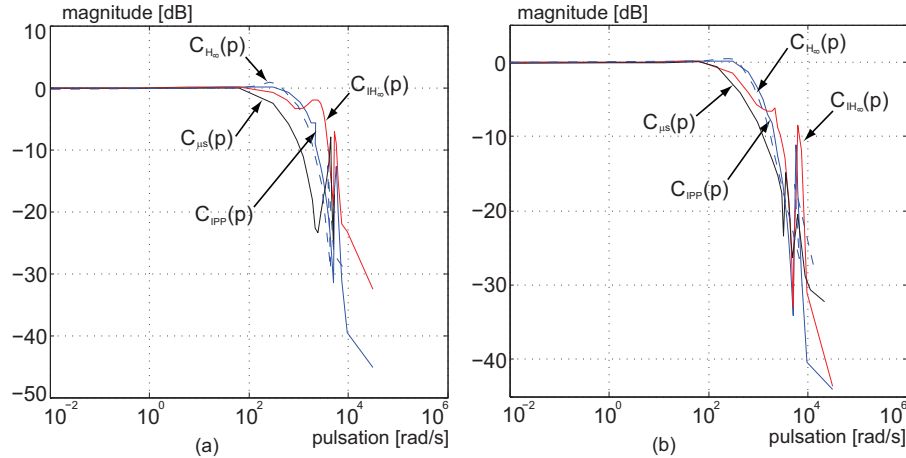 magnitude [dB]
10
0
−10
−20
−30
−40
−50
C_H∞(p)
C_IH∞(p)
C_μs(p)
C_IPP(p)
10^−2
10^0
10^2
10^4
10^6
pulsation [rad/s]
(a)
magnitude [dB]
0
−10
−20
−30
−40
C_H∞(p)
C_μs(p)
C_IH∞(p)
C_IPP(p)
10^−2
10^0
10^2
10^4
10^6
pulsation [rad/s]
(b)